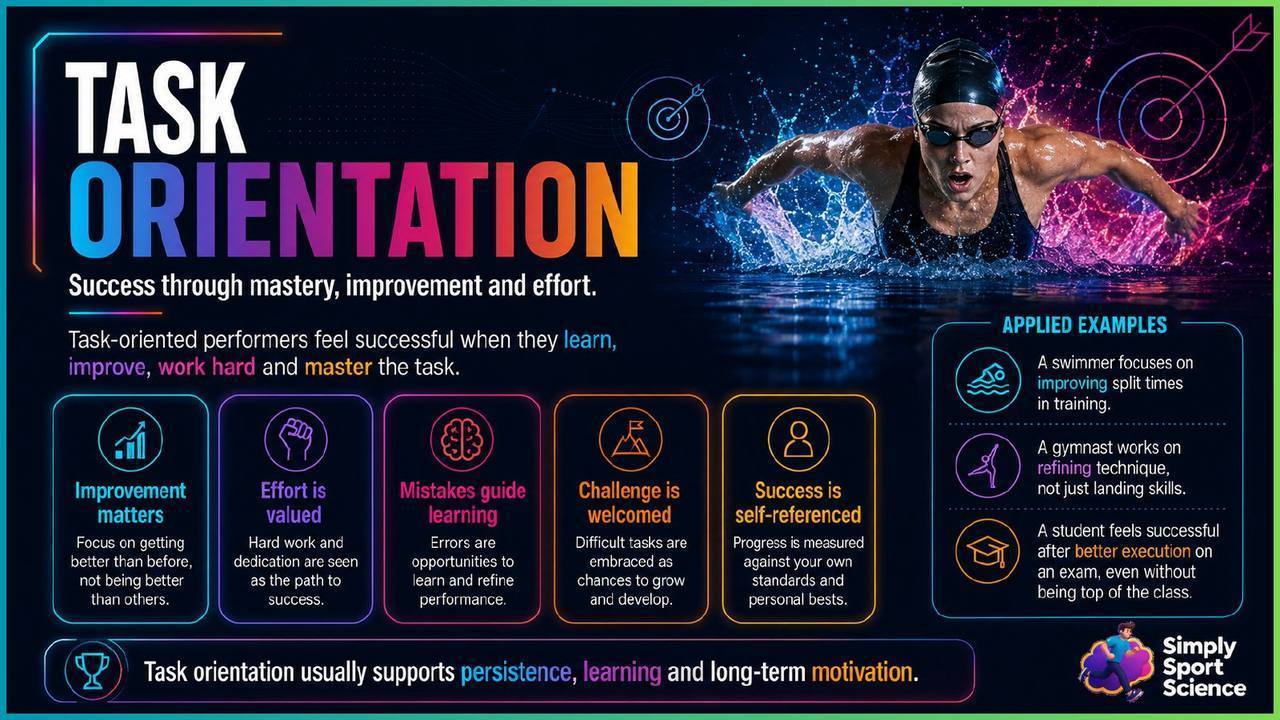 TASK
ORIENTATION
Success through mastery, improvement and effort.
Task-oriented performers feel successful when they learn,
improve, work hard and master the task.
Improvement
matters
Focus on getting
better than before,
not being better
than others.
Effort is
valued
Hard work and
dedication are seen
as the path to
success.
Mistakes guide
learning
Errors are
opportunities to
learn and refine
performance.
Challenge is
welcomed
Difficult tasks are
embraced as
chances to grow
and develop.
Success is
self-referenced
Progress is measured
against your own
standards and
personal bests.
APPLIED EXAMPLES
A swimmer focuses on
improving split times
in training.
A gymnast works on
refining technique,
not just landing skills.
A student feels successful
after better execution on
an exam, even without
being top of the class.
Task orientation usually supports persistence, learning and long-term motivation.
Simply
Sport
Science